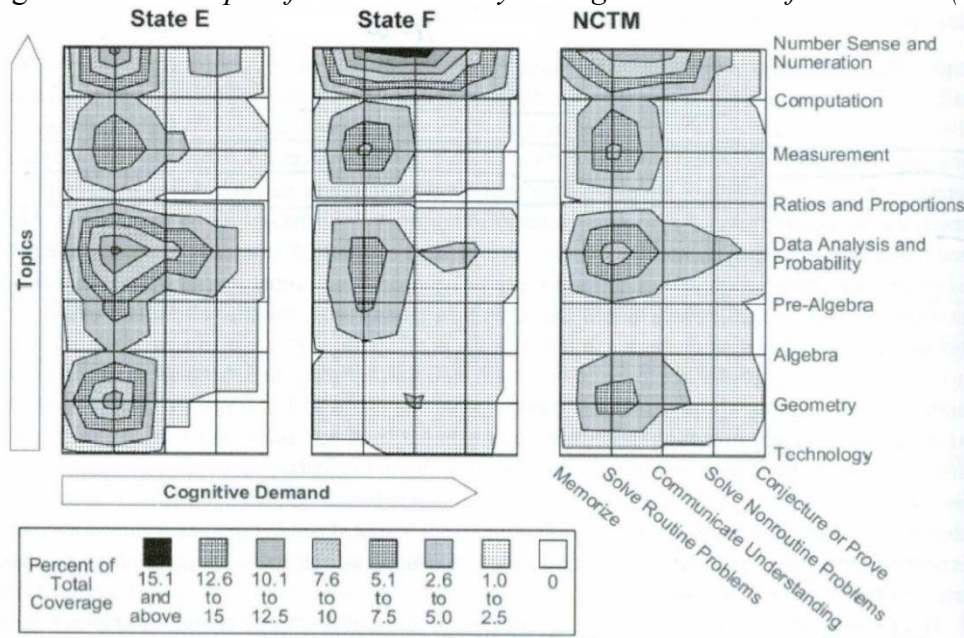 State E
State F
NCTM
Number Sense and
Numeration
Computation
Measurement
Ratios and Proportions
Data Analysis and
Probability
Pre-Algebra
Algebra
Geometry
Technology
Topics
Cognitive Demand
Memorize
Solve Routine Problems
Communicate Understanding
Solve Nonroutine Problems
Conjecture or Prove
Percent of
Total
Coverage
15.1
and
above
12.6
to
15
10.1
to
12.5
7.6
to
10
5.1
to
7.5
2.6
to
5.0
1.0
to
2.5
0